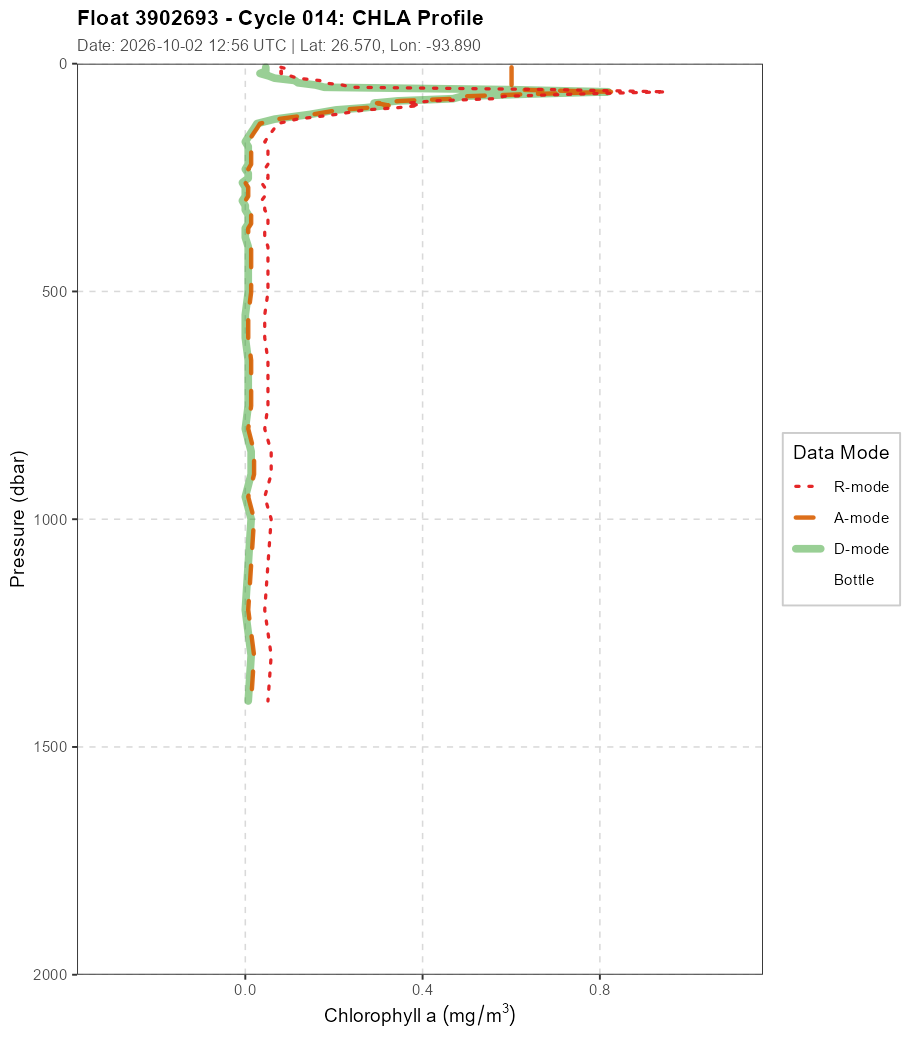 Float 3902693 - Cycle 014: CHLA Profile
Date: 2026-10-02 12:56 UTC | Lat: 26.570, Lon: -93.890
0
500
1000
1500
2000
Pressure (dbar)
0.0
0.4
0.8
Chlorophyll a (mg/m³)
Data Mode
R-mode
A-mode
D-mode
Bottle